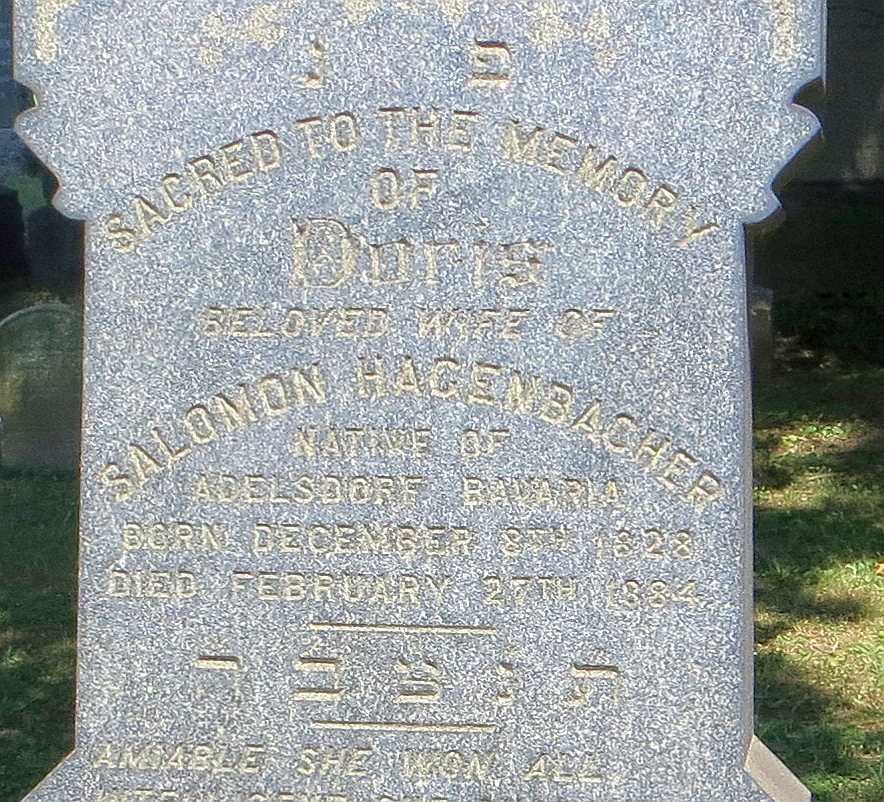 פ נ
SACRED TO THE MEMORY
OF
Doris
BELOVED WIFE OF
SALOMON HAGENBACHER
NATIVE OF
ADELSDORF BAVARIA
BORN DECEMBER 8TH 1828
DIED FEBRUARY 27TH 1884
ת נ צ ב ה
AMIABLE SHE WON ALL